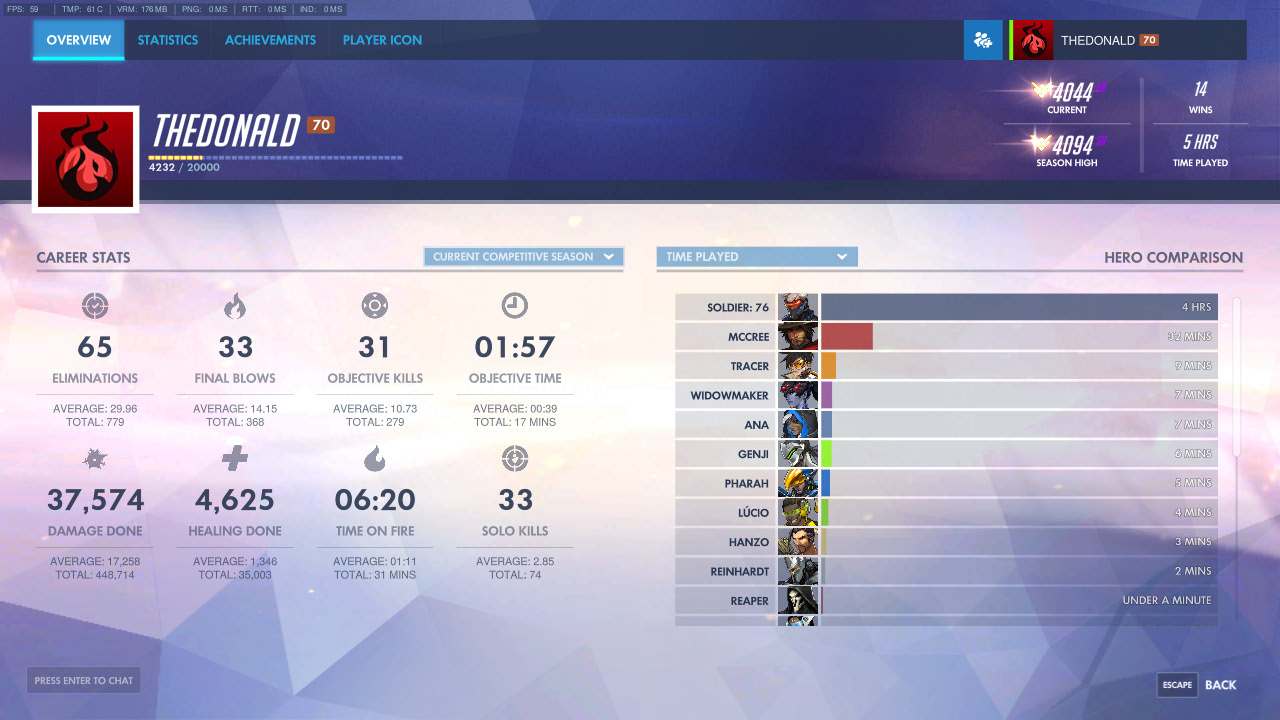 FPS: 59 | TMP: 61 C | VRM: 176 MB | PNG: 0 MS | RTT: 0 MS | IND: 0 MS
OVERVIEW STATISTICS ACHIEVEMENTS PLAYER ICON THEDONALD 70
THEDONALD 70
4232 / 20000
4044
CURRENT
14
WINS
4094
SEASON HIGH
5 HRS
TIME PLAYED
CAREER STATS CURRENT COMPETITIVE SEASON
65 33 31 01:57
ELIMINATIONS FINAL BLOWS OBJECTIVE KILLS OBJECTIVE TIME
AVERAGE: 29.96 AVERAGE: 14.15 AVERAGE: 10.73 AVERAGE: 00:39
TOTAL: 779 TOTAL: 368 TOTAL: 279 TOTAL: 17 MINS
37,574 4,625 06:20 33
DAMAGE DONE HEALING DONE TIME ON FIRE SOLO KILLS
AVERAGE: 17,258 AVERAGE: 1,346 AVERAGE: 01:11 AVERAGE: 2.85
TOTAL: 448,714 TOTAL: 35,003 TOTAL: 31 MINS TOTAL: 74
TIME PLAYED HERO COMPARISON
SOLDIER: 76 4 HRS
MCCREE 32 MINS
TRACER 9 MINS
WIDOWMAKER 7 MINS
ANA 7 MINS
GENJI 6 MINS
PHARAH 5 MINS
LÚCIO 4 MINS
HANZO 3 MINS
REINHARDT 2 MINS
REAPER UNDER A MINUTE
PRESS ENTER TO CHAT
ESCAPE BACK